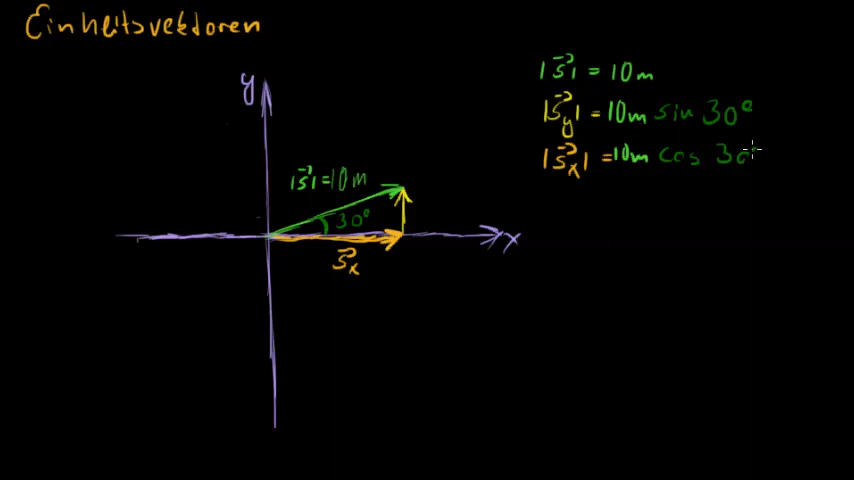 Einheitsvektoren
y
|s⃗| = 10m
|s⃗y| = 10m sin 30°
|s⃗x| = 10m cos 30°
|s⃗|=10m
30°
x
s⃗x